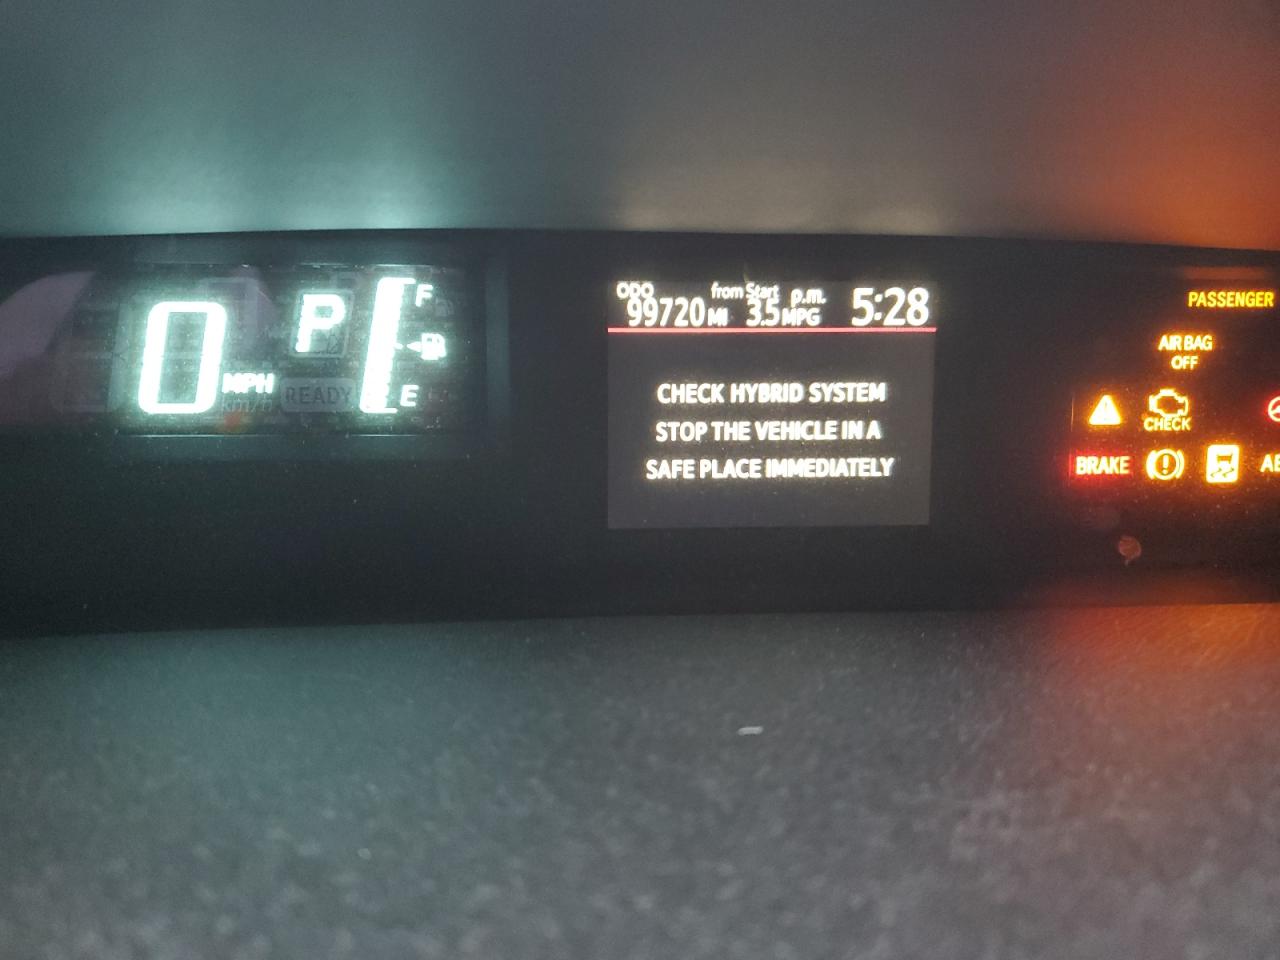 0 MPH
km/h
P
READY
F
E
ODO
99720 MI
from Start
3.5 MPG
p.m.
5:28
CHECK HYBRID SYSTEM
STOP THE VEHICLE IN A
SAFE PLACE IMMEDIATELY
PASSENGER
AIR BAG
OFF
CHECK
BRAKE